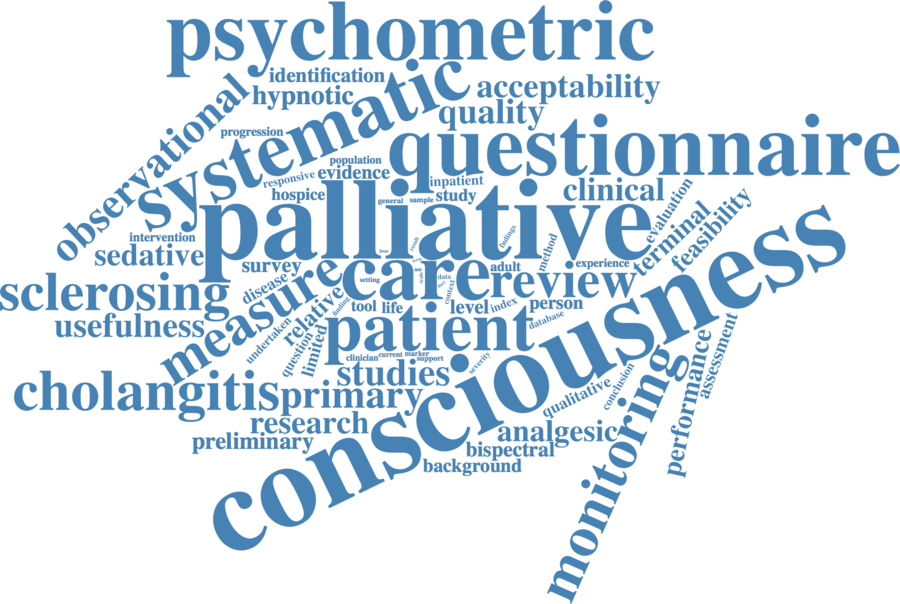 psychometric
identification
systematic
acceptability
hypnotic
observational
quality
progression
questionnaire
population
evidence
responsive
inpatient
hospice
study
clinical
general
sample
palliative
evaluation
intervention
terminal
feasibility
sedative
findings
method
survey
care
adult
experience
review
consciousness
sclerosing
disease
measure
setting
data
context
relative
finding
tool
life
level
index
person
usefulness
undertaken
patient
database
question
limited
clinician
current
marker
support
severity
studies
cholangitis
primary
conclusion
qualitative
monitoring
performance
assessment
research
preliminary
analgesic
bispectral
background